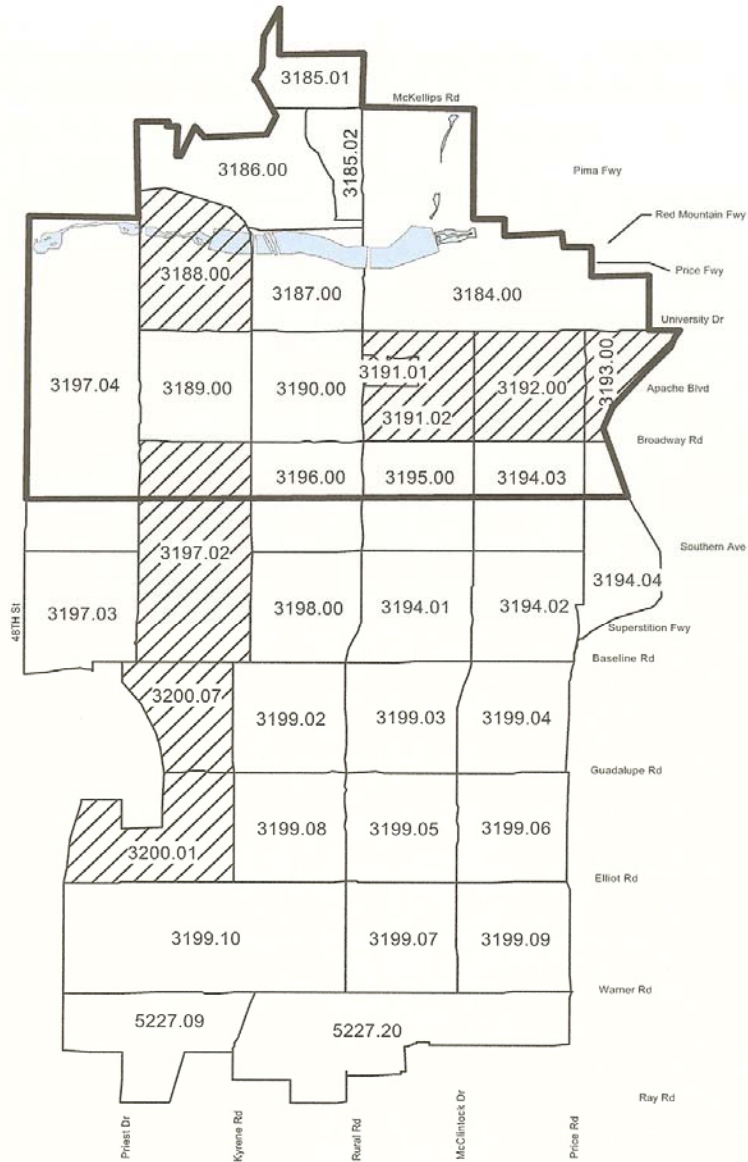 3185.01
McKellips Rd
3186.00
3185.02
Pima Fwy
Red Mountain Fwy
Price Fwy
3188.00
3187.00
3184.00
University Dr
3197.04
3189.00
3190.00
3191.01
3192.00
3193.00
Apache Blvd
3191.02
Broadway Rd
3196.00
3195.00
3194.03
Southern Ave
3197.02
3194.04
48TH St
3197.03
3198.00
3194.01
3194.02
Superstition Fwy
Baseline Rd
3200.07
3199.02
3199.03
3199.04
Guadalupe Rd
3199.08
3199.05
3199.06
3200.01
Elliot Rd
3199.10
3199.07
3199.09
Warner Rd
5227.09
5227.20
Ray Rd
Priest Dr
Kyrene Rd
Rural Rd
McClintock Dr
Price Rd